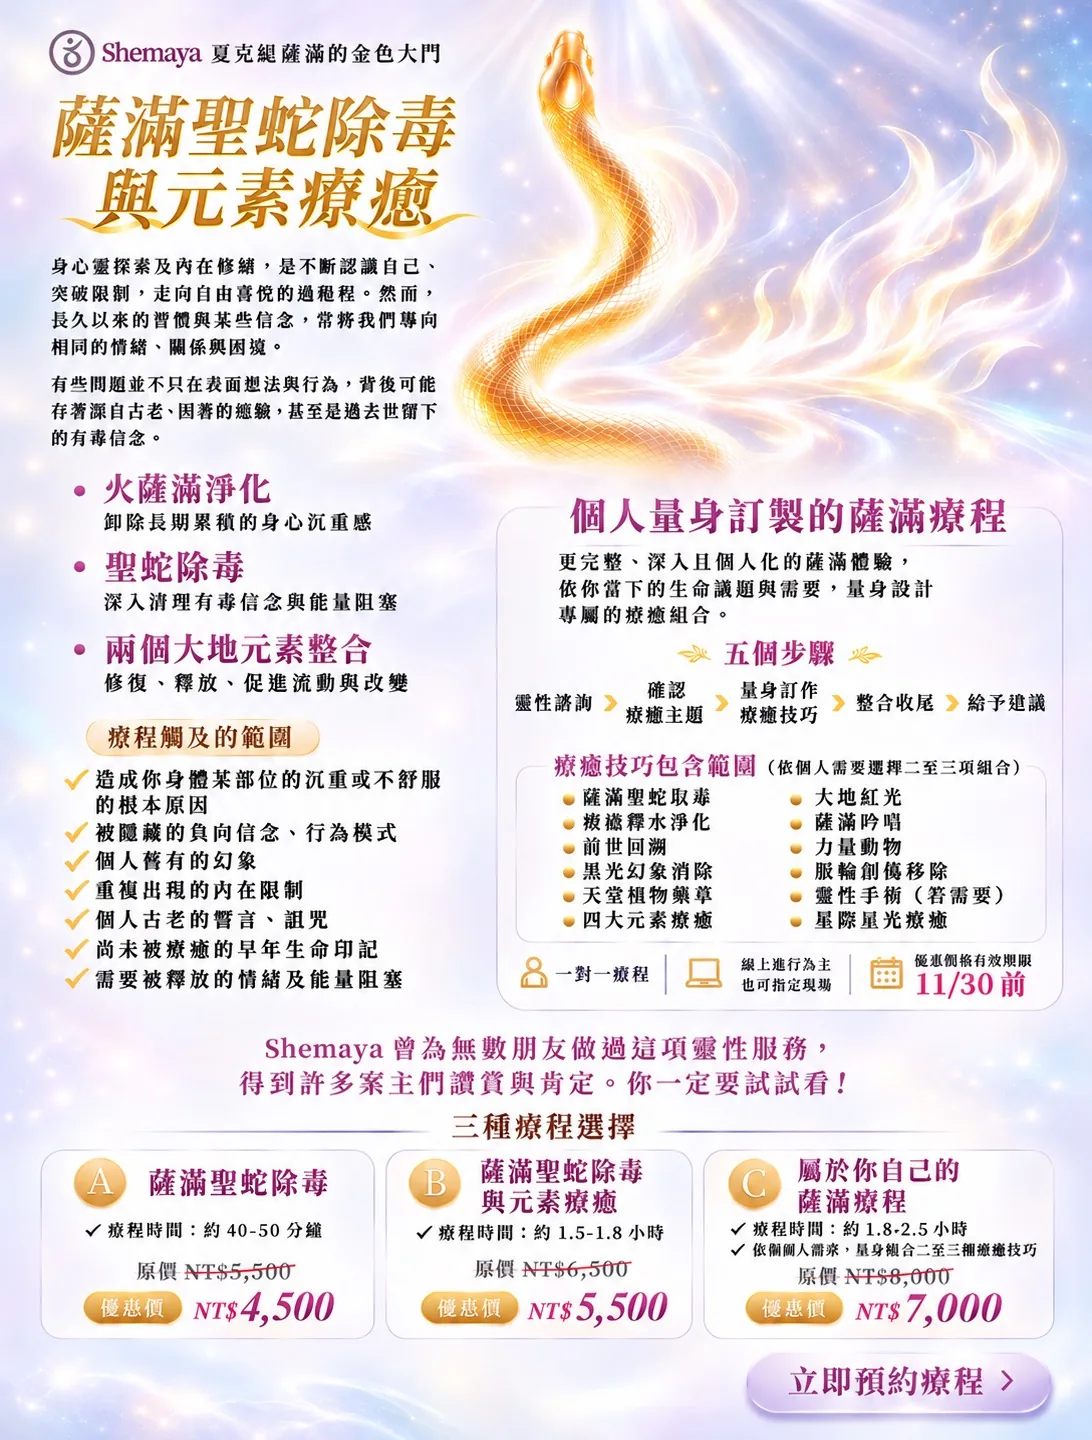 Shemaya 夏克緹薩滿的金色大門
薩滿聖蛇除毒
與元素療癒
身心靈探索及內在修繕，是不斷認識自己、
突破限制，走向自由喜悅的過程。然而，
長久以來的習慣與某些信念，常將我們導向
相同的情緒、關係與困境。
有些問題並不只在表面想法與行為，背後可能
存著源自古老、因著的經驗，甚至是過去世留下
的有毒信念。
• 火薩滿淨化
卸除長期累積的身心沉重感
• 聖蛇除毒
深入清理有毒信念與能量阻塞
• 兩個大地元素整合
修復、釋放、促進流動與改變
療程觸及的範圍
造成你身體某部位的沉重或不舒服
的根本原因
被隱藏的負向信念、行為模式
個人舊有的幻象
重複出現的內在限制
個人古老的誓言、詛咒
尚未被療癒的早年生命印記
需要被釋放的情緒及能量阻塞
個人量身訂製的薩滿療程
更完整、深入且個人化的薩滿體驗，
依你當下的生命議題與需要，量身設計
專屬的療癒組合。
五個步驟
靈性諮詢
確認
療癒主題
量身訂作
療癒技巧
整合收尾
給予建議
療癒技巧包含範圍（依個人需要選擇二至三項組合）
薩滿聖蛇取毒
大地紅光
釋水淨化
薩滿吟唱
前世回溯
力量動物
黑光幻象消除
創傷移除
天堂植物藥草
靈性手術（若需要）
四大元素療癒
星際星光療癒
一對一療程
線上進行為主
也可指定現場
優惠價格有效期限
11/30 前
Shemaya 曾為無數朋友做過這項靈性服務，
得到許多案主們讚賞與肯定。你一定要試試看！
三種療程選擇
A 薩滿聖蛇除毒
療程時間：約 40-50 分鐘
原價 NT$5,500
優惠價 NT$4,500
B 薩滿聖蛇除毒
與元素療癒
療程時間：約 1.5-1.8 小時
原價 NT$6,500
優惠價 NT$5,500
C 屬於你自己的
薩滿療程
療程時間：約 1.8-2.5 小時
依個人需求，量身組合二至三種療癒技巧
原價 NT$8,000
優惠價 NT$7,000
立即預約療程 >